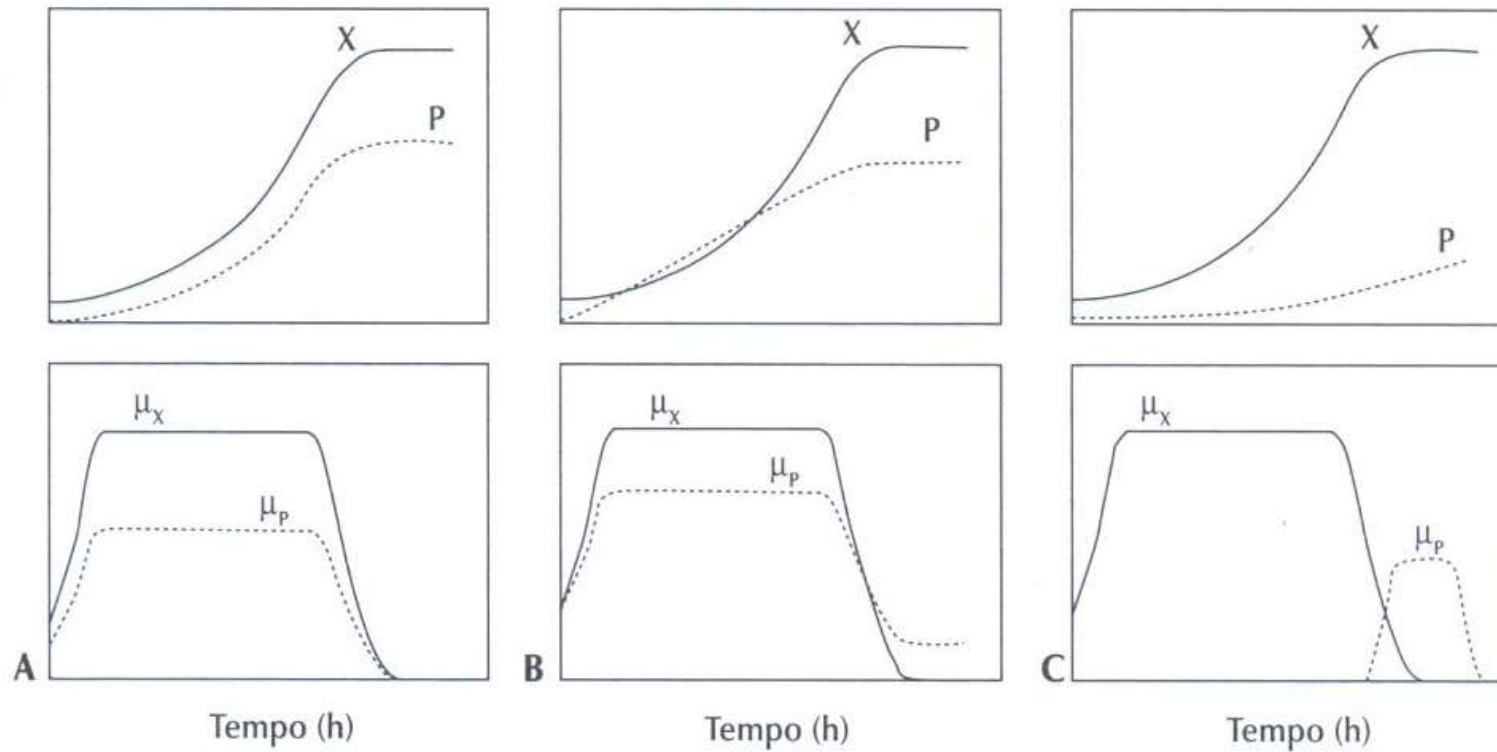 X
P
X
P
X
P
μX
μP
μX
μP
μX
μP
A
B
C
Tempo (h)
Tempo (h)
Tempo (h)